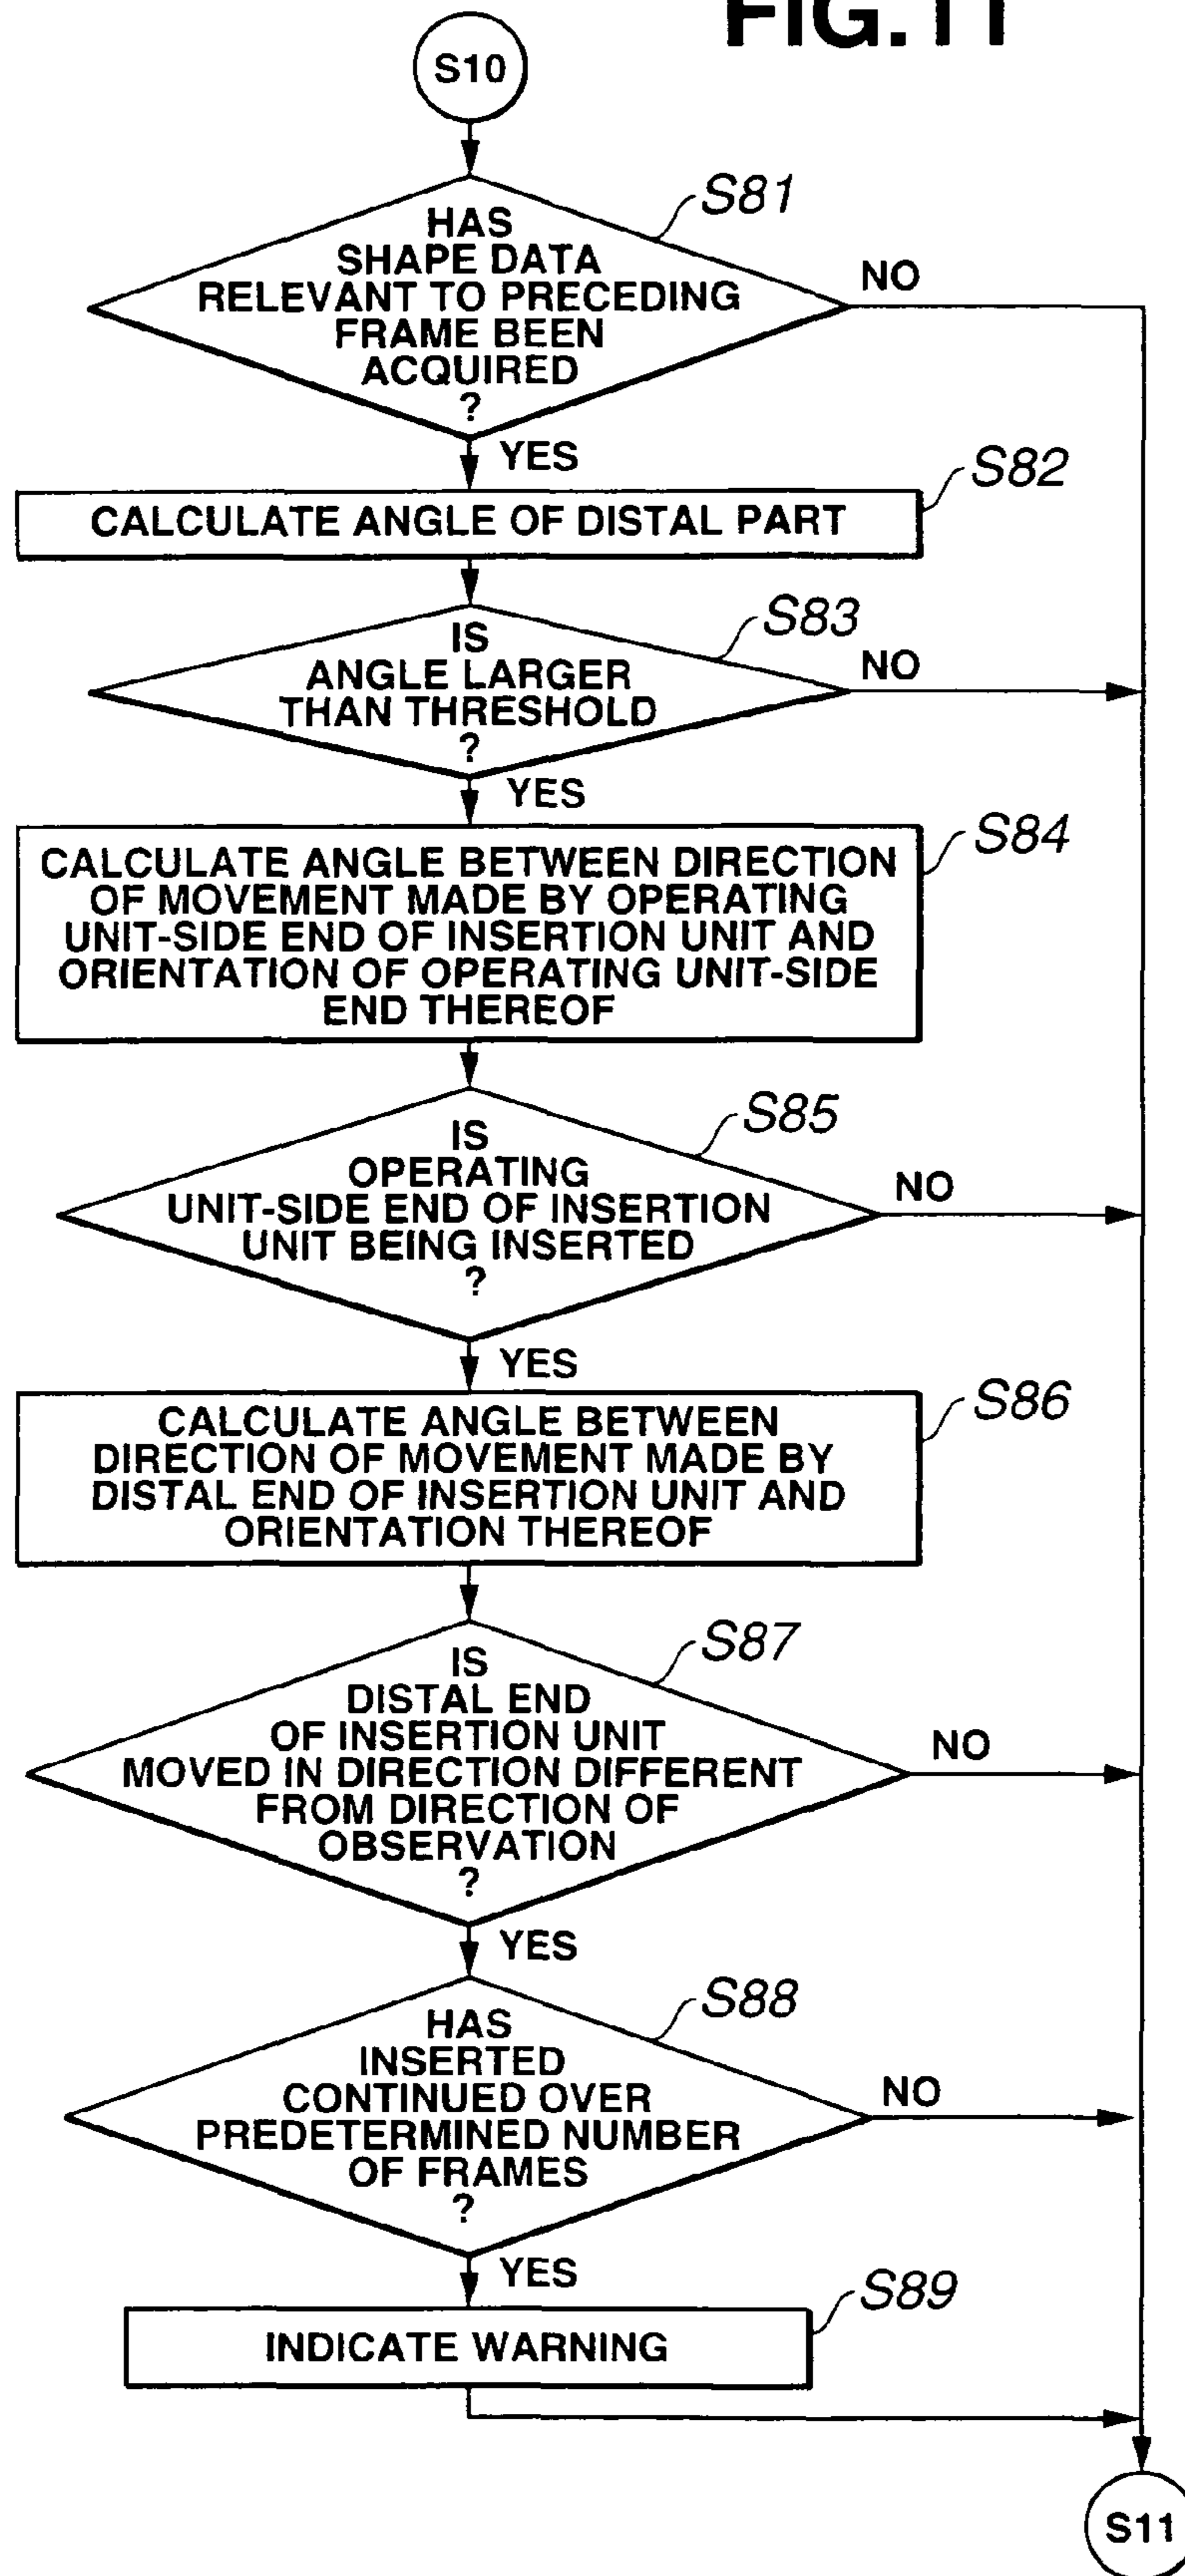 FIG. 11
S10
S81
HAS
SHAPE DATA
RELEVANT TO PRECEDING
FRAME BEEN
ACQUIRED
?
NO
YES
S82
CALCULATE ANGLE OF DISTAL PART
S83
IS
ANGLE LARGER
THAN THRESHOLD
?
NO
YES
S84
CALCULATE ANGLE BETWEEN DIRECTION
OF MOVEMENT MADE BY OPERATING
UNIT-SIDE END OF INSERTION UNIT AND
ORIENTATION OF OPERATING UNIT-SIDE
END THEREOF
S85
IS
OPERATING
UNIT-SIDE END OF INSERTION
UNIT BEING INSERTED
?
NO
YES
S86
CALCULATE ANGLE BETWEEN
DIRECTION OF MOVEMENT MADE BY
DISTAL END OF INSERTION UNIT AND
ORIENTATION THEREOF
S87
IS
DISTAL END
OF INSERTION UNIT
MOVED IN DIRECTION DIFFERENT
FROM DIRECTION OF
OBSERVATION
?
NO
YES
S88
HAS
INSERTED
CONTINUED OVER
PREDETERMINED NUMBER
OF FRAMES
?
NO
YES
S89
INDICATE WARNING
S11